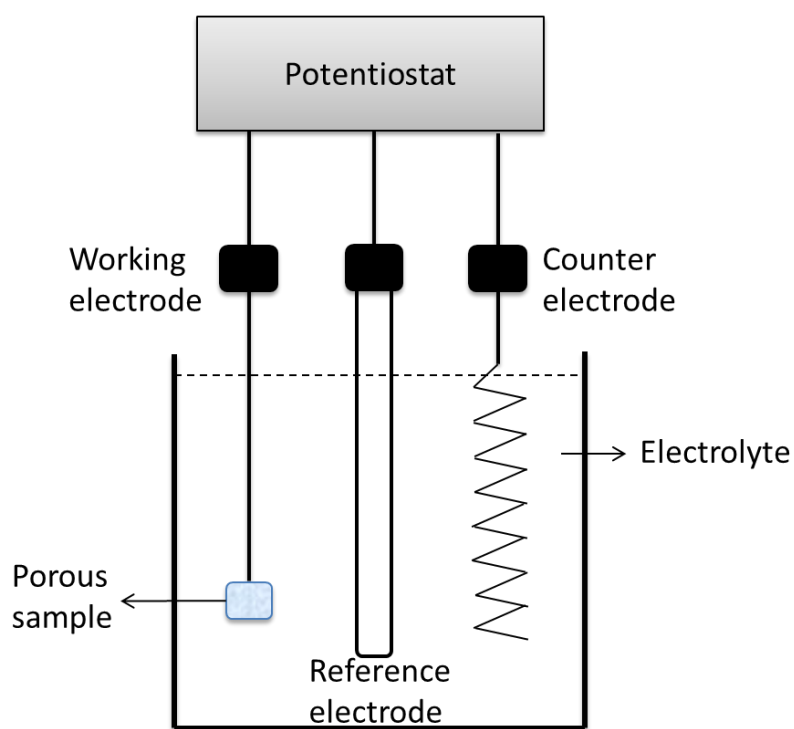 Potentiostat
Working
electrode
Counter
electrode
Electrolyte
Porous
sample
Reference
electrode